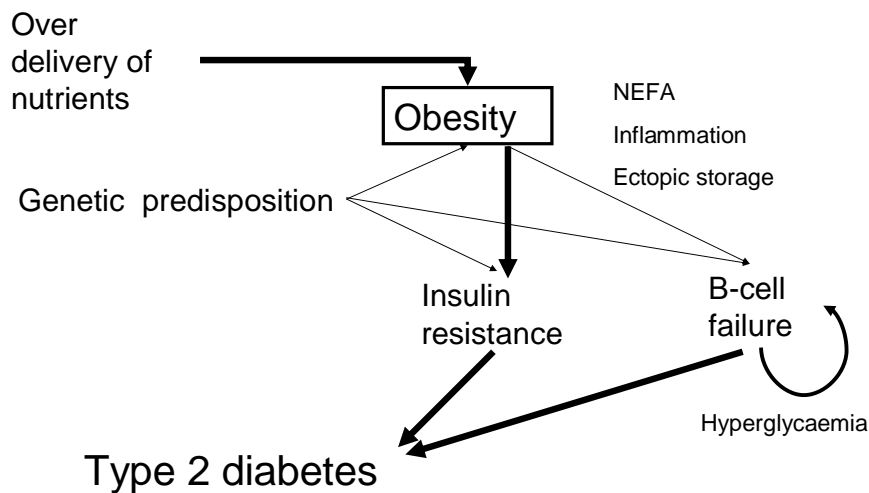 Over
delivery of
nutrients
Obesity
NEFA
Inflammation
Ectopic storage
Genetic predisposition
Insulin
resistance
B-cell
failure
Hyperglycaemia
Type 2 diabetes